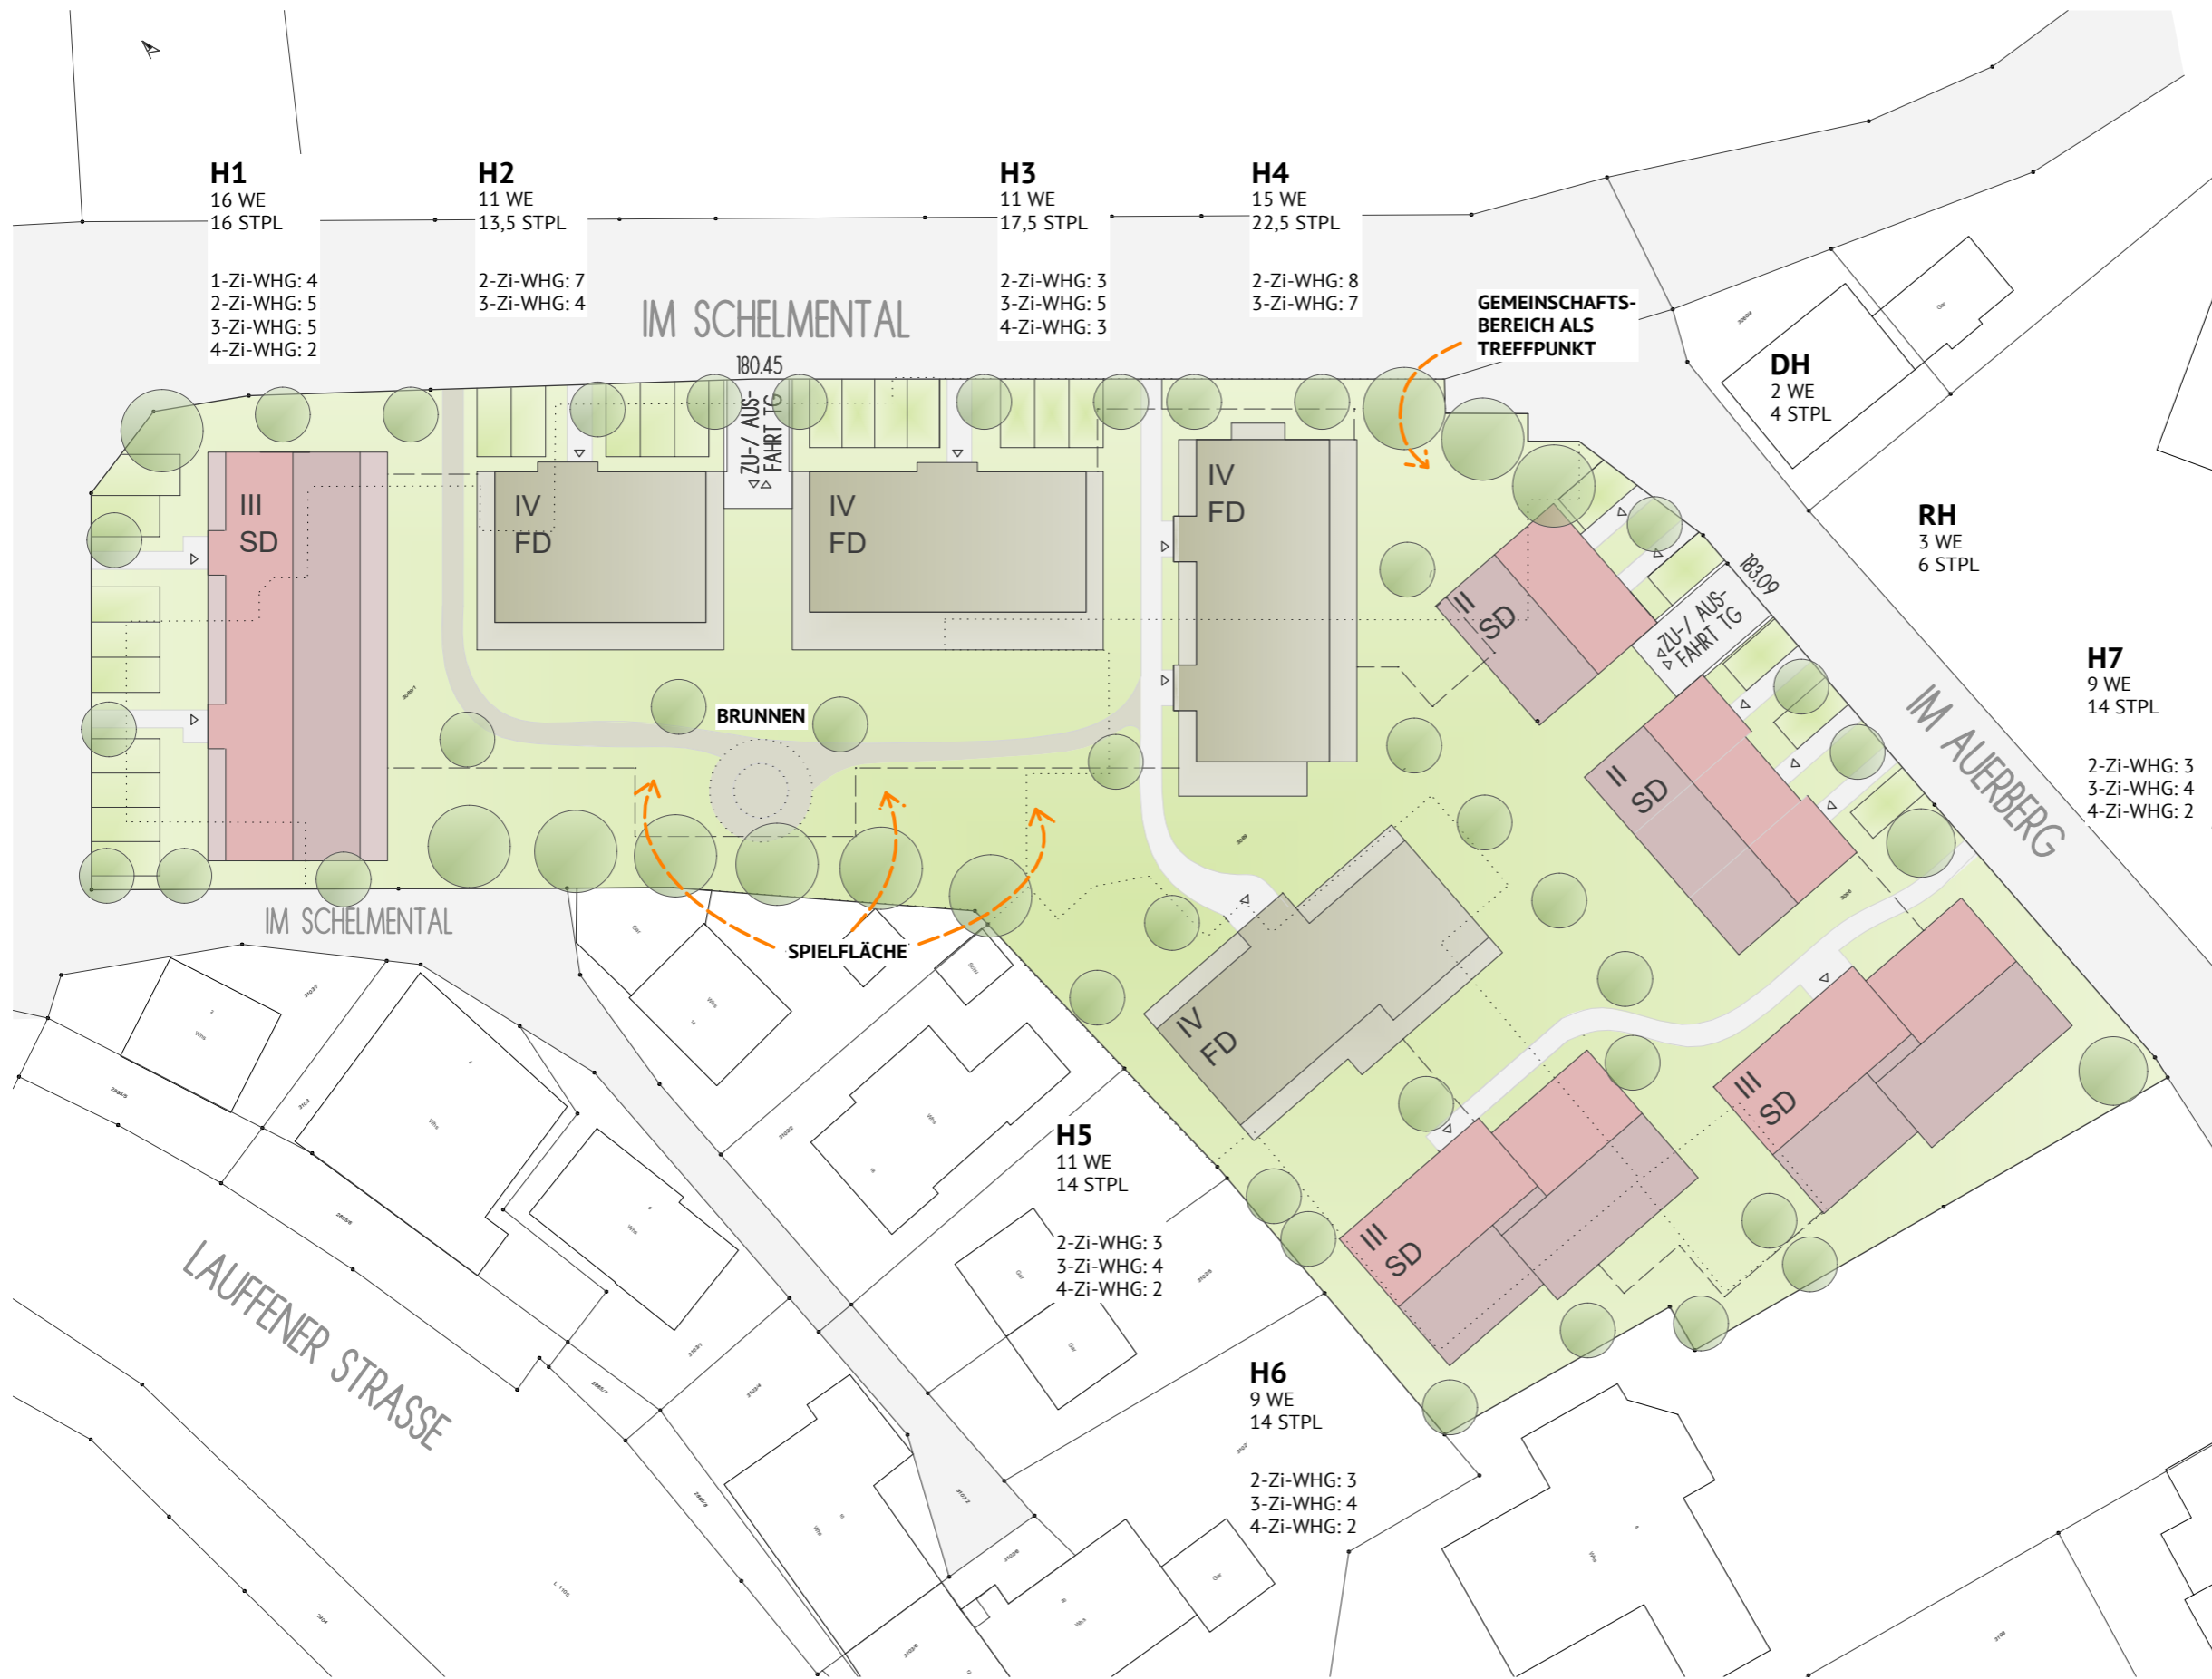 H1
16 WE
16 STPL
1-Zi-WHG: 4
2-Zi-WHG: 5
3-Zi-WHG: 5
4-Zi-WHG: 2
H2
11 WE
13,5 STPL
2-Zi-WHG: 7
3-Zi-WHG: 4
H3
11 WE
17,5 STPL
2-Zi-WHG: 3
3-Zi-WHG: 5
4-Zi-WHG: 3
H4
15 WE
22,5 STPL
2-Zi-WHG: 8
3-Zi-WHG: 7
IM SCHELMENTAL
180.45
GEMEINSCHAFTS-
BEREICH ALS
TREFFPUNKT
DH
2 WE
4 STPL
RH
3 WE
6 STPL
H7
9 WE
14 STPL
2-Zi-WHG: 3
3-Zi-WHG: 4
4-Zi-WHG: 2
ZU-/ AUS-
FAHRT TG
III
SD
IV
FD
IV
FD
IV
FD
II
SD
183.09
ZU-/ AUS-
FAHRT TG
II
SD
IM AUERBERG
BRUNNEN
IM SCHELMENTAL
SPIELFLÄCHE
IV
FD
III
SD
III
SD
H5
11 WE
14 STPL
2-Zi-WHG: 3
3-Zi-WHG: 4
4-Zi-WHG: 2
LAUFFENER STRASSE
H6
9 WE
14 STPL
2-Zi-WHG: 3
3-Zi-WHG: 4
4-Zi-WHG: 2